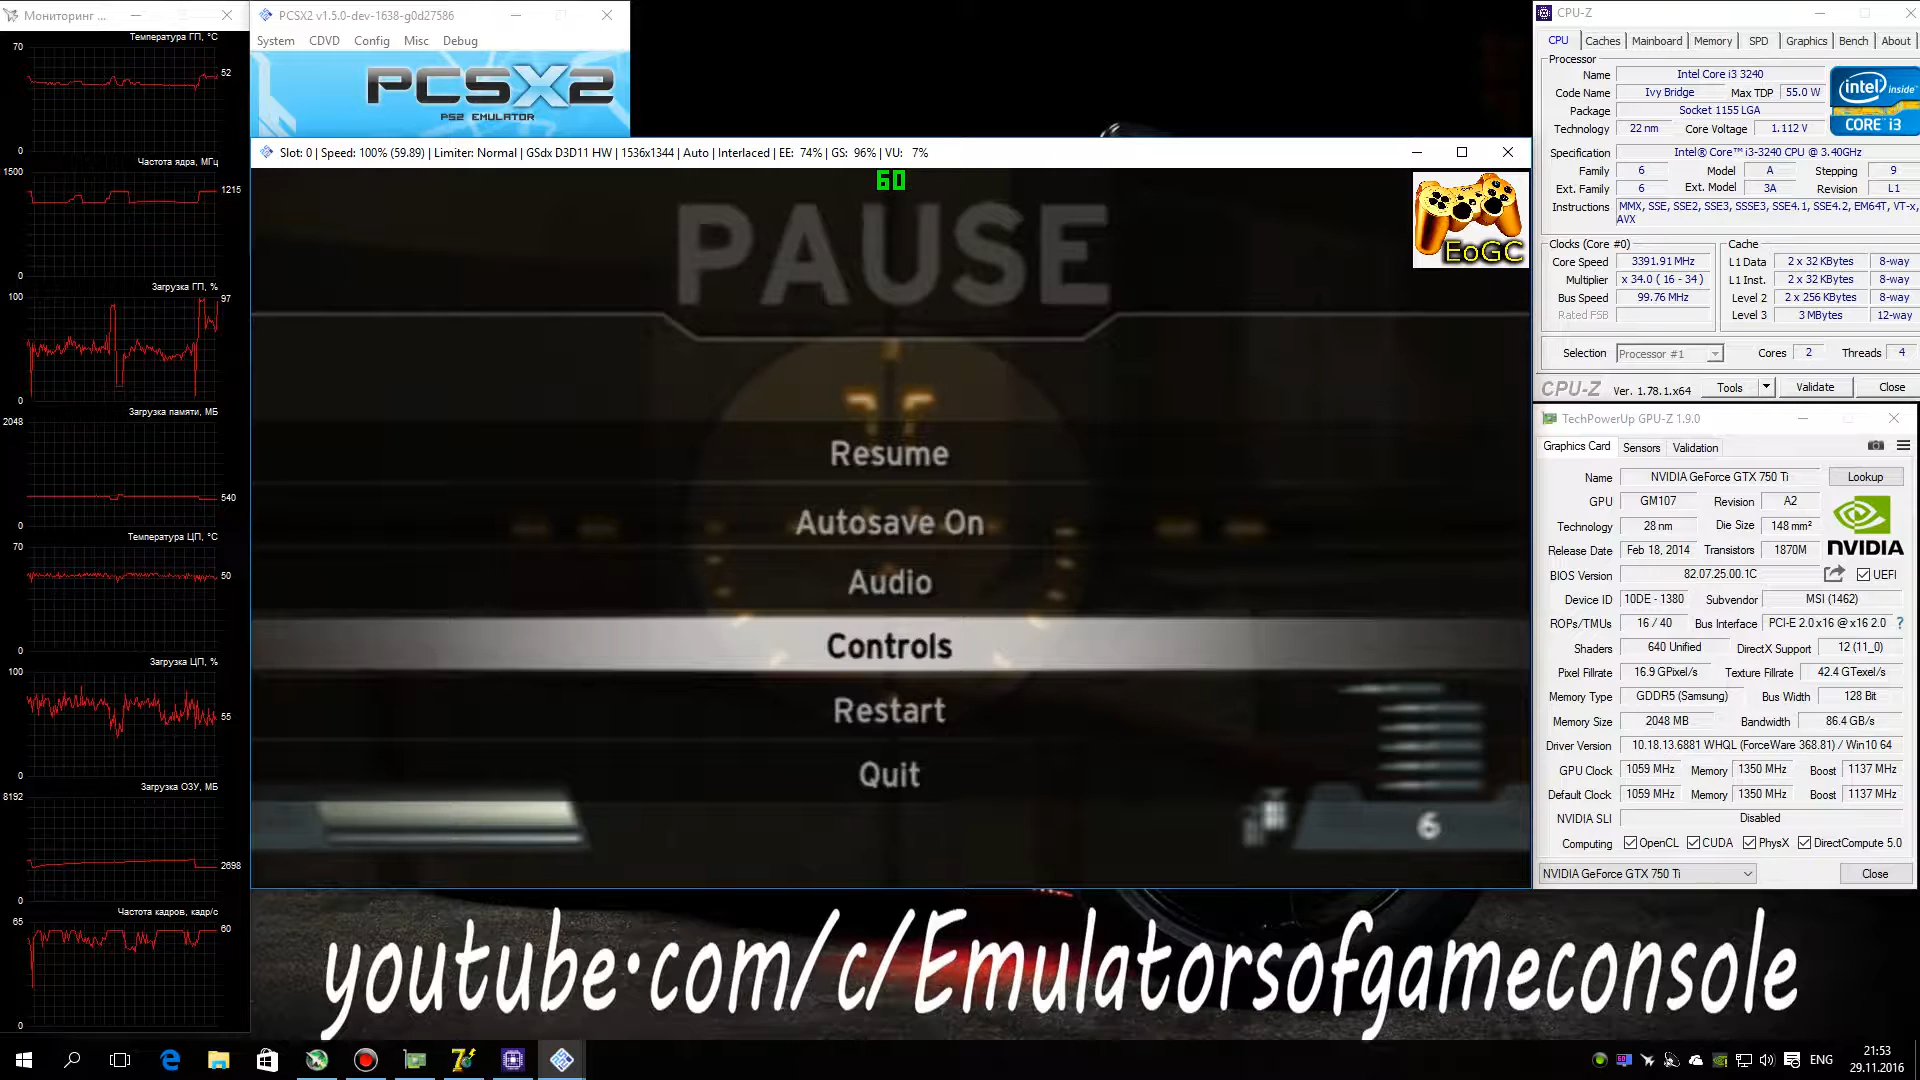 Мониторинг ...
Температура ГП, °C
70
52
0
Частота ядра, МГц
1500
1215
0
Загрузка ГП, %
100
97
0
Загрузка памяти, МБ
2048
540
0
Температура ЦП, °C
70
50
0
Загрузка ЦП, %
100
55
0
Загрузка ОЗУ, МБ
8192
2698
0
Частота кадров, кадр/с
65
60
0
PCSX2 v1.5.0-dev-1638-g0d27586
System CDVD Config Misc Debug
PCSX2
PS2 EMULATOR
Slot: 0 | Speed: 100% (59.89) | Limiter: Normal | GSdx D3D11 HW | 1536x1344 | Auto | Interlaced | EE: 74% | GS: 96% | VU: 7%
60
EoGC
PAUSE
Resume
Autosave On
Audio
Controls
Restart
Quit
6
CPU-Z
CPU Caches Mainboard Memory SPD Graphics Bench About
Processor
Name Intel Core i3 3240
Code Name Ivy Bridge Max TDP 55.0 W
Package Socket 1155 LGA
Technology 22 nm Core Voltage 1.112 V
intel inside
CORE i3
Specification Intel® Core™ i3-3240 CPU @ 3.40GHz
Family 6 Model A Stepping 9
Ext. Family 6 Ext. Model 3A Revision L1
Instructions MMX, SSE, SSE2, SSE3, SSSE3, SSE4.1, SSE4.2, EM64T, VT-x,
AVX
Clocks (Core #0)
Core Speed 3391.91 MHz
Multiplier x 34.0 ( 16 - 34 )
Bus Speed 99.76 MHz
Rated FSB
Cache
L1 Data 2 x 32 KBytes 8-way
L1 Inst. 2 x 32 KBytes 8-way
Level 2 2 x 256 KBytes 8-way
Level 3 3 MBytes 12-way
Selection Processor #1 Cores 2 Threads 4
CPU-Z Ver. 1.78.1.x64 Tools Validate Close
TechPowerUp GPU-Z 1.9.0
Graphics Card Sensors Validation
Name NVIDIA GeForce GTX 750 Ti Lookup
GPU GM107 Revision A2
Technology 28 nm Die Size 148 mm²
Release Date Feb 18, 2014 Transistors 1870M
NVIDIA
BIOS Version 82.07.25.00.1C UEFI
Device ID 10DE - 1380 Subvendor MSI (1462)
ROPs/TMUs 16 / 40 Bus Interface PCI-E 2.0 x16 @ x16 2.0 ?
Shaders 640 Unified DirectX Support 12 (11_0)
Pixel Fillrate 16.9 GPixel/s Texture Fillrate 42.4 GTexel/s
Memory Type GDDR5 (Samsung) Bus Width 128 Bit
Memory Size 2048 MB Bandwidth 86.4 GB/s
Driver Version 10.18.13.6881 WHQL (ForceWare 368.81) / Win10 64
GPU Clock 1059 MHz Memory 1350 MHz Boost 1137 MHz
Default Clock 1059 MHz Memory 1350 MHz Boost 1137 MHz
NVIDIA SLI Disabled
Computing OpenCL CUDA PhysX DirectCompute 5.0
NVIDIA GeForce GTX 750 Ti Close
youtube.com/c/Emulatorsofgameconsole
ENG
21:53
29.11.2016